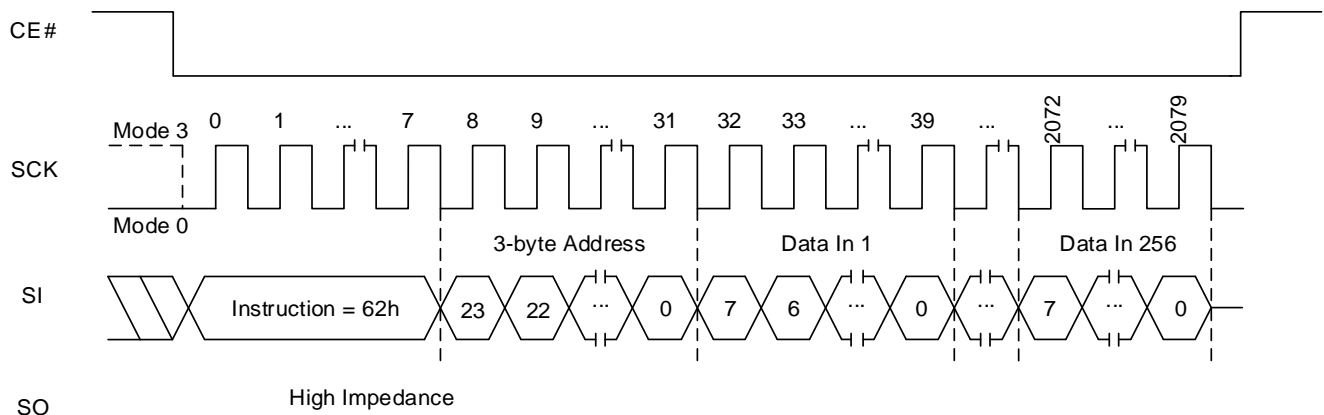 CE#
Mode 3 0 1 ... 7 8 9 ... 31 32 33 ... 39 ... 2072 ... 2079
SCK
Mode 0
3-byte Address Data In 1 Data In 256
SI Instruction = 62h 23 22 ... 0 7 6 ... 0 ... 7 ... 0
High Impedance
SO